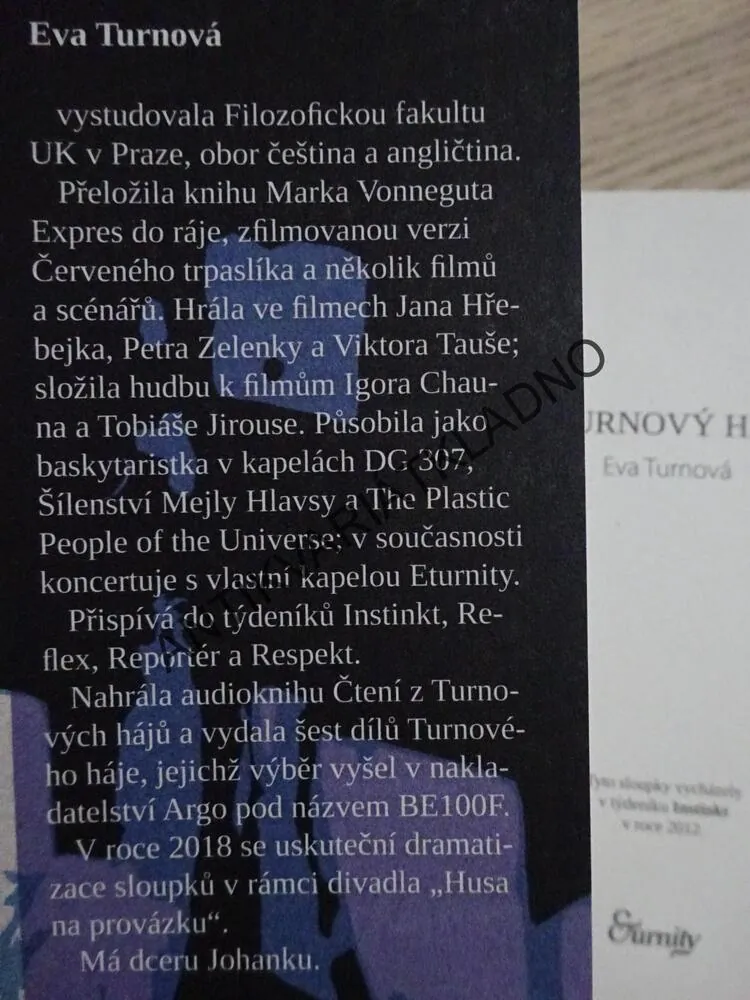 Eva Turnová
vystudovala Filozofickou fakultu
UK v Praze, obor čeština a angličtina.
Přeložila knihu Marka Vonneguta
Expres do ráje, zfilmovanou verzi
Červeného trpaslíka a několik filmů
a scénářů. Hrála ve filmech Jana Hře-
bejka, Petra Zelenky a Viktora Tauše;
složila hudbu k filmům Igora Chau-
na a Tobiáše Jirouse. Působila jako
baskytaristka v kapelách DG 307,
Šílenství Mejly Hlavsy a The Plastic
People of the Universe; v současnosti
koncertuje s vlastní kapelou Eturnity.
Přispívá do týdeníků Instinkt, Re-
flex, Reportér a Respekt.
Nahrála audioknihu Čtení z Turno-
vých hájů a vydala šest dílů Turnové-
ho háje, jejichž výběr vyšel v nakla-
datelství Argo pod názvem BE100F.
V roce 2018 se uskuteční dramati-
zace sloupků v rámci divadla „Husa
na provázku“.
Má dceru Johanku.
URNOVÝ H
Eva Turnová
Tyto sloupky vycházely
v týdeníku Instinkt
v roce 2012
Eturnity